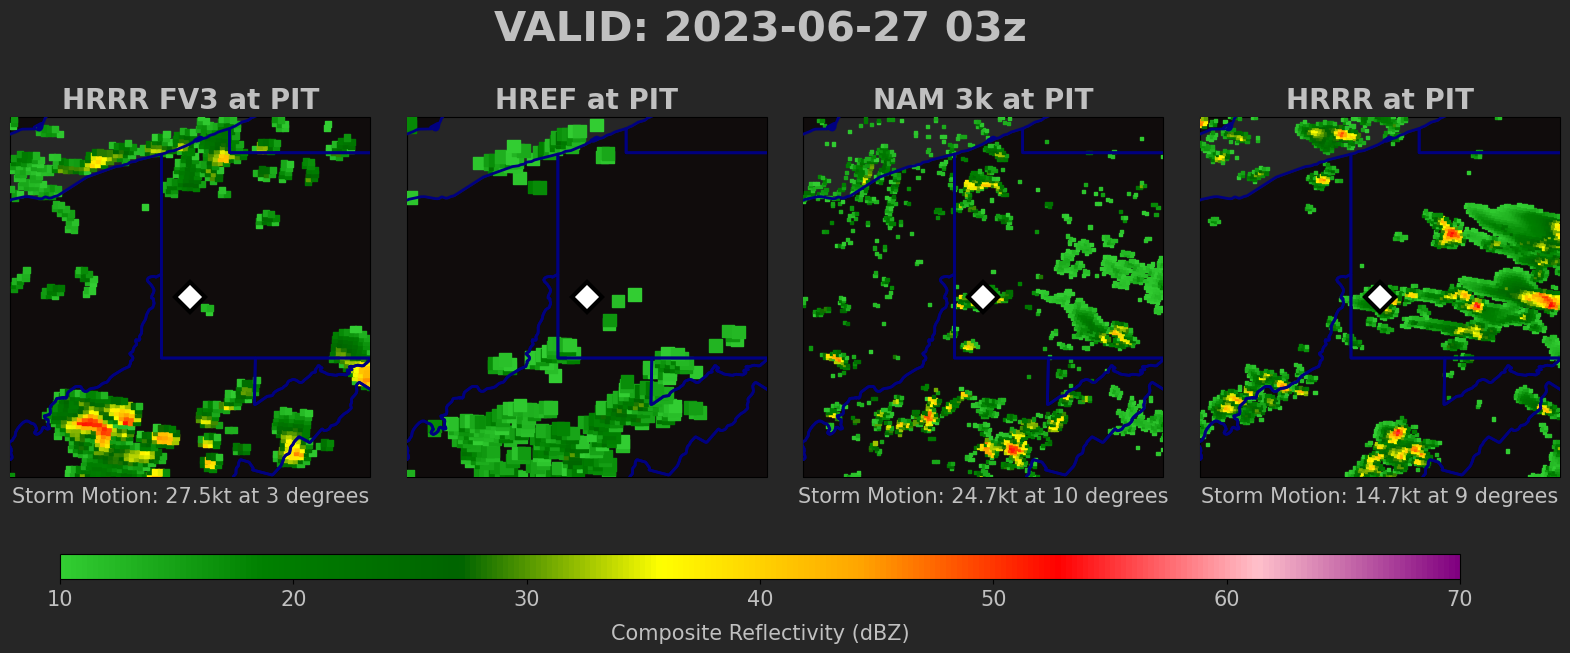 VALID: 2023-06-27 03z
HRRR FV3 at PIT
HREF at PIT
NAM 3k at PIT
HRRR at PIT
Storm Motion: 27.5kt at 3 degrees
Storm Motion: 24.7kt at 10 degrees
Storm Motion: 14.7kt at 9 degrees
10 20 30 40 50 60 70
Composite Reflectivity (dBZ)